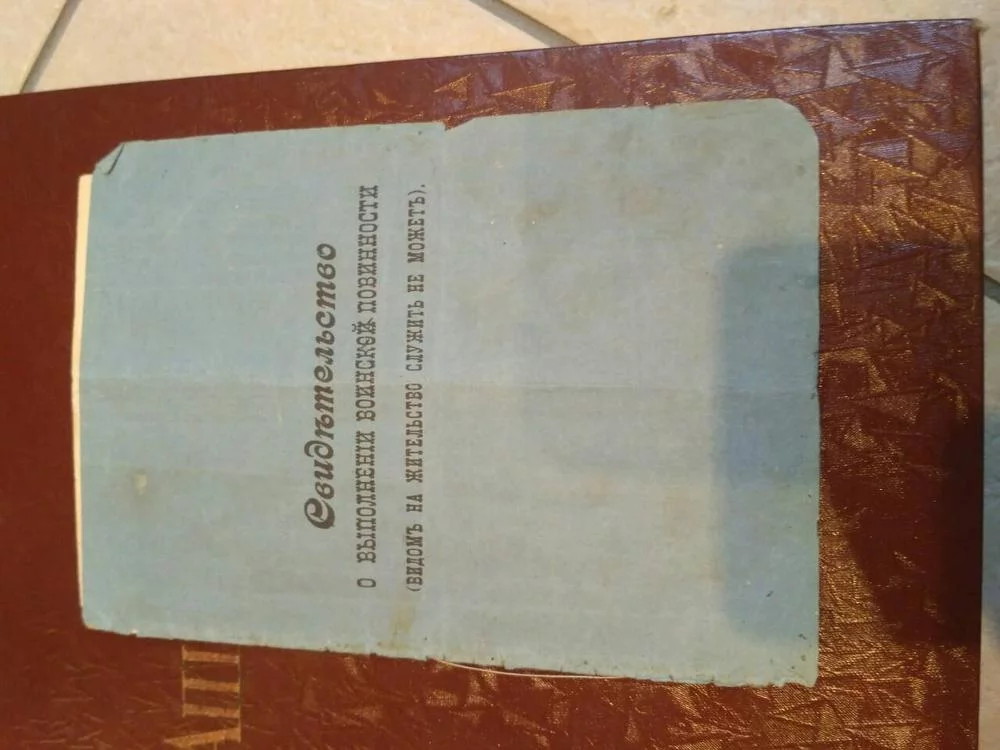 Свидѣтельство
О ВЫПОЛНЕНІИ ВОИНСКОЙ ПОВИННОСТИ
(ВИДОМЪ НА ЖИТЕЛЬСТВО СЛУЖИТЬ НЕ МОЖЕТЪ).